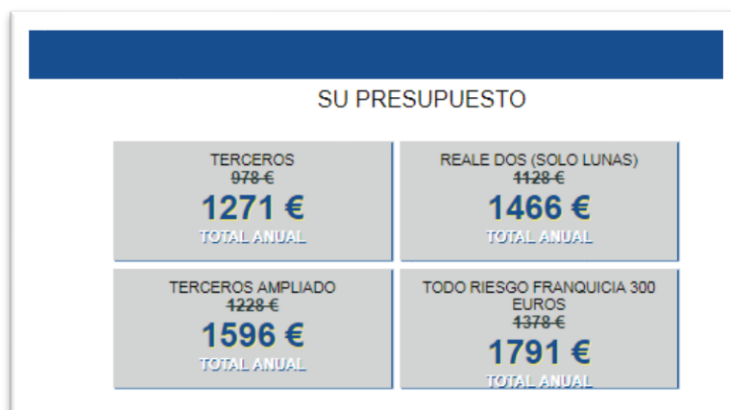 SU PRESUPUESTO
TERCEROS
978 €
1271 €
TOTAL ANUAL
REALE DOS (SOLO LUNAS)
1128 €
1466 €
TOTAL ANUAL
TERCEROS AMPLIADO
1228 €
1596 €
TOTAL ANUAL
TODO RIESGO FRANQUICIA 300
EUROS
1378 €
1791 €
TOTAL ANUAL